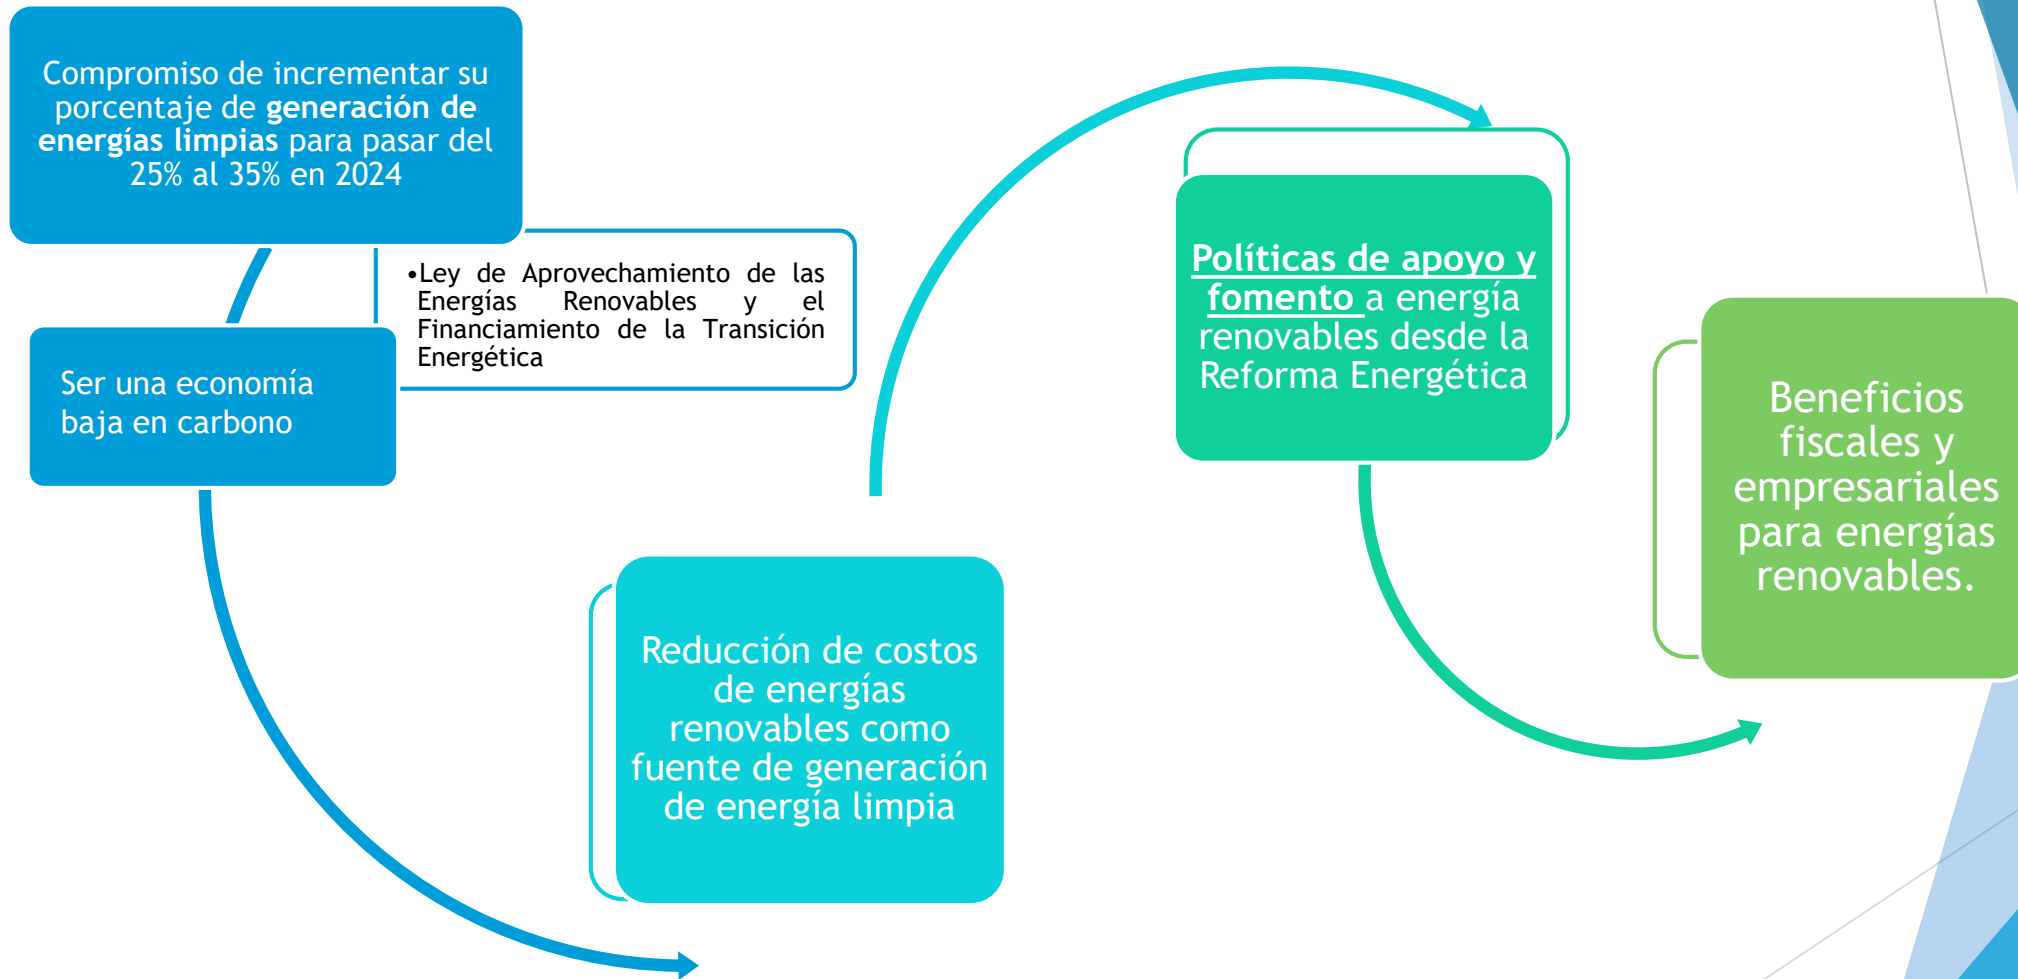 Compromiso de incrementar su
porcentaje de generación de
energías limpias para pasar del
25% al 35% en 2024
•Ley de Aprovechamiento de las
Energías Renovables y el
Financiamiento de la Transición
Energética
Ser una economía
baja en carbono
Reducción de costos
de energías
renovables como
fuente de generación
de energía limpia
Políticas de apoyo y
fomento a energía
renovables desde la
Reforma Energética
Beneficios
fiscales y
empresariales
para energías
renovables.